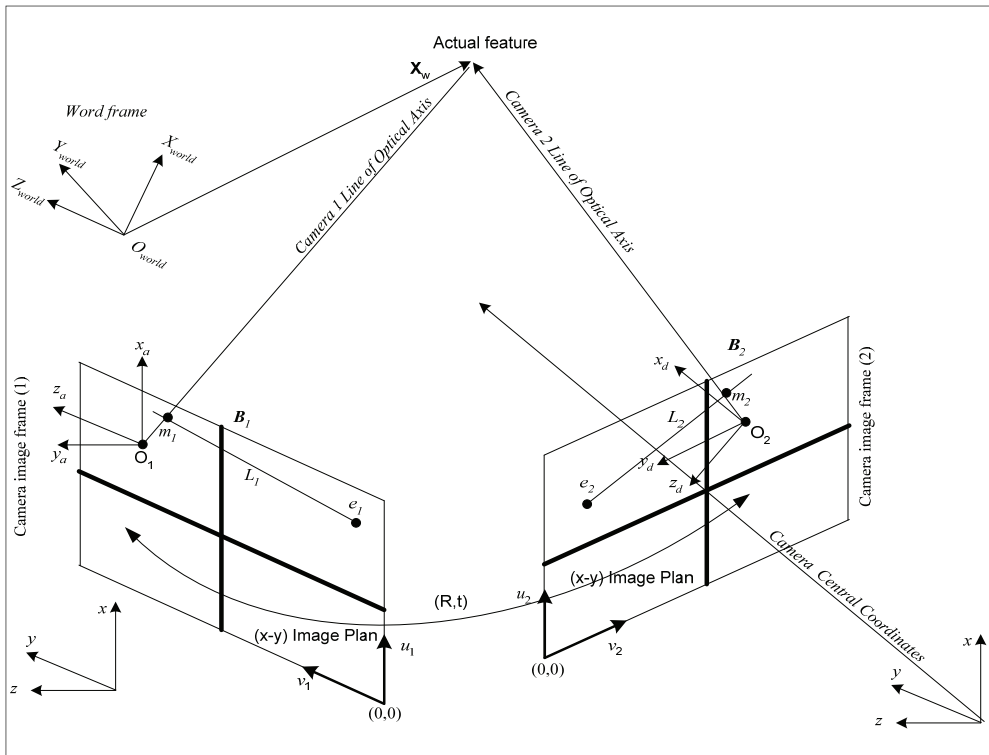 Actual feature
X_w
Word frame
X_world
Y_world
Z_world
O_world
Camera 1 Line of Optical Axis
Camera 2 Line of Optical Axis
Camera image frame (1)
x_a
z_a
y_a
O_1
m_1
B_1
L_1
e_1
B_2
x_d
m_2
L_2
O_2
y_d
z_d
e_2
Camera image frame (2)
(R,t)
(x-y) Image Plan
u_1
v_1
(0,0)
(x-y) Image Plan
u_2
v_2
(0,0)
Camera Central Coordinates
x
y
z
x
y
z